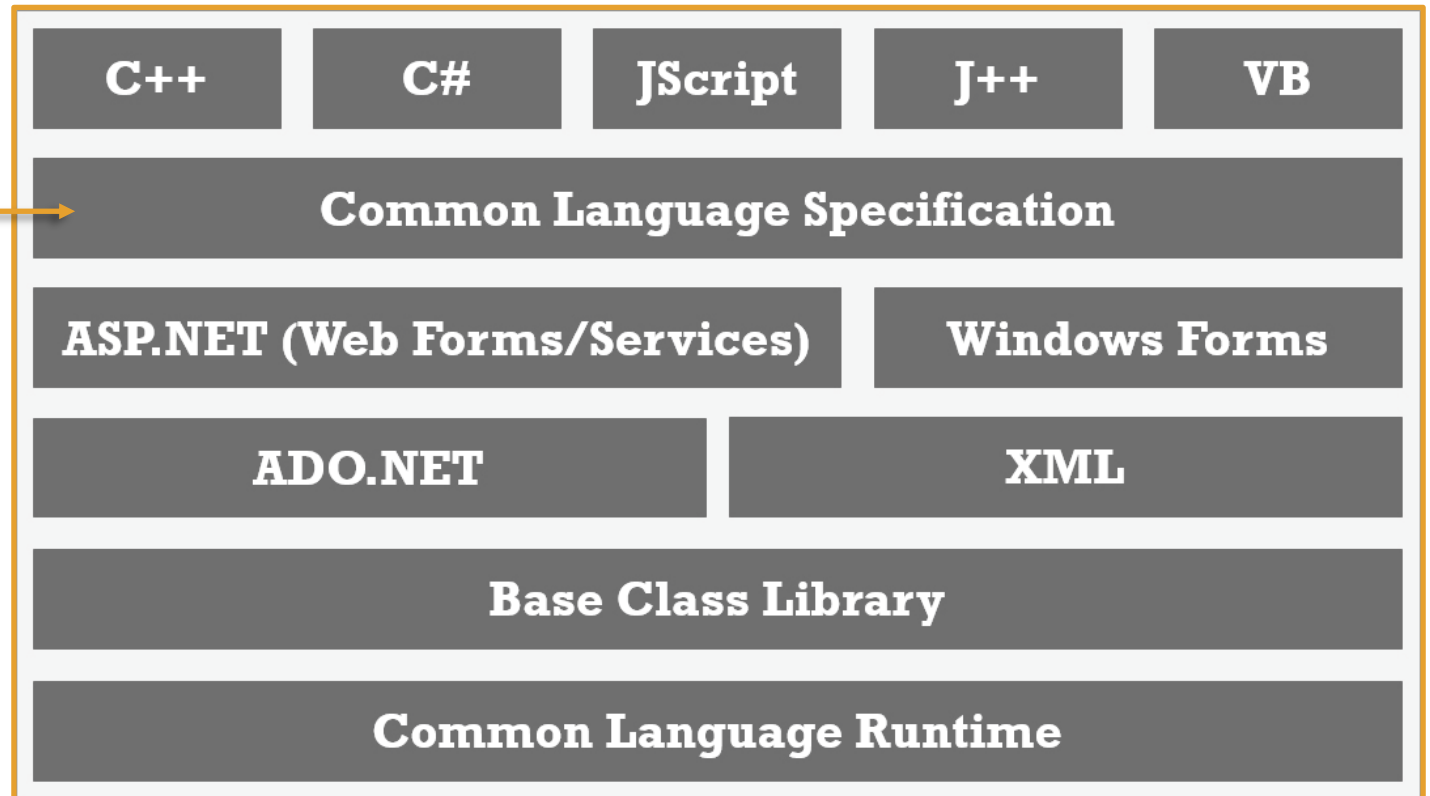 C++
C#
JScript
J++
VB
Common Language Specification
ASP.NET (Web Forms/Services)
Windows Forms
ADO.NET
XML
Base Class Library
Common Language Runtime